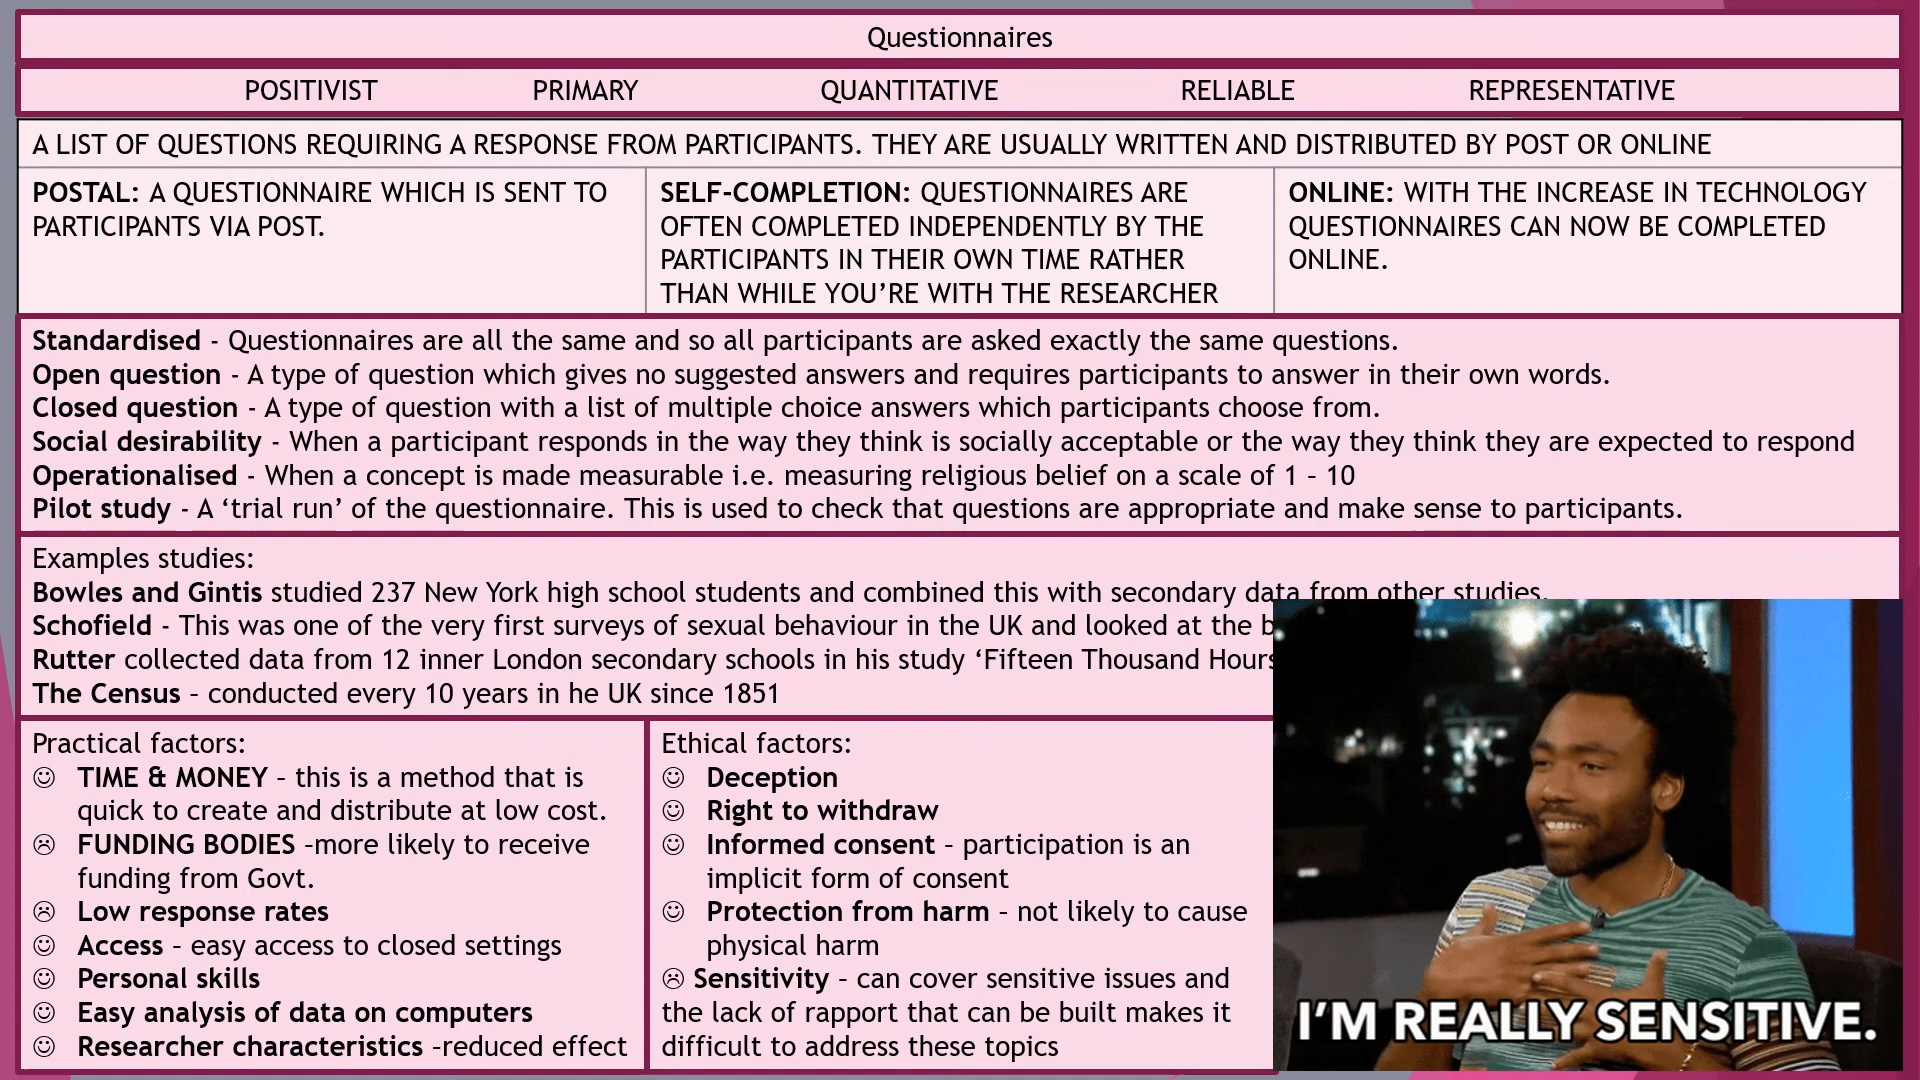 Questionnaires
POSITIVIST PRIMARY QUANTITATIVE RELIABLE REPRESENTATIVE
A LIST OF QUESTIONS REQUIRING A RESPONSE FROM PARTICIPANTS. THEY ARE USUALLY WRITTEN AND DISTRIBUTED BY POST OR ONLINE
POSTAL: A QUESTIONNAIRE WHICH IS SENT TO
PARTICIPANTS VIA POST.
SELF-COMPLETION: QUESTIONNAIRES ARE
OFTEN COMPLETED INDEPENDENTLY BY THE
PARTICIPANTS IN THEIR OWN TIME RATHER
THAN WHILE YOU’RE WITH THE RESEARCHER
ONLINE: WITH THE INCREASE IN TECHNOLOGY
QUESTIONNAIRES CAN NOW BE COMPLETED
ONLINE.
Standardised - Questionnaires are all the same and so all participants are asked exactly the same questions.
Open question - A type of question which gives no suggested answers and requires participants to answer in their own words.
Closed question - A type of question with a list of multiple choice answers which participants choose from.
Social desirability - When a participant responds in the way they think is socially acceptable or the way they think they are expected to respond
Operationalised - When a concept is made measurable i.e. measuring religious belief on a scale of 1 – 10
Pilot study - A ‘trial run’ of the questionnaire. This is used to check that questions are appropriate and make sense to participants.
Examples studies:
Bowles and Gintis studied 237 New York high school students and combined this with secondary data from other studies.
Schofield - This was one of the very first surveys of sexual behaviour in the UK and looked at the
Rutter collected data from 12 inner London secondary schools in his study ‘Fifteen Thousand Hours
The Census – conducted every 10 years in he UK since 1851
Practical factors:
☺ TIME & MONEY – this is a method that is
quick to create and distribute at low cost.
☹ FUNDING BODIES –more likely to receive
funding from Govt.
☹ Low response rates
☺ Access – easy access to closed settings
☺ Personal skills
☺ Easy analysis of data on computers
☺ Researcher characteristics –reduced effect
Ethical factors:
☺ Deception
☺ Right to withdraw
☺ Informed consent – participation is an
implicit form of consent
☺ Protection from harm – not likely to cause
physical harm
☹ Sensitivity – can cover sensitive issues and
the lack of rapport that can be built makes it
difficult to address these topics
I’M REALLY SENSITIVE.